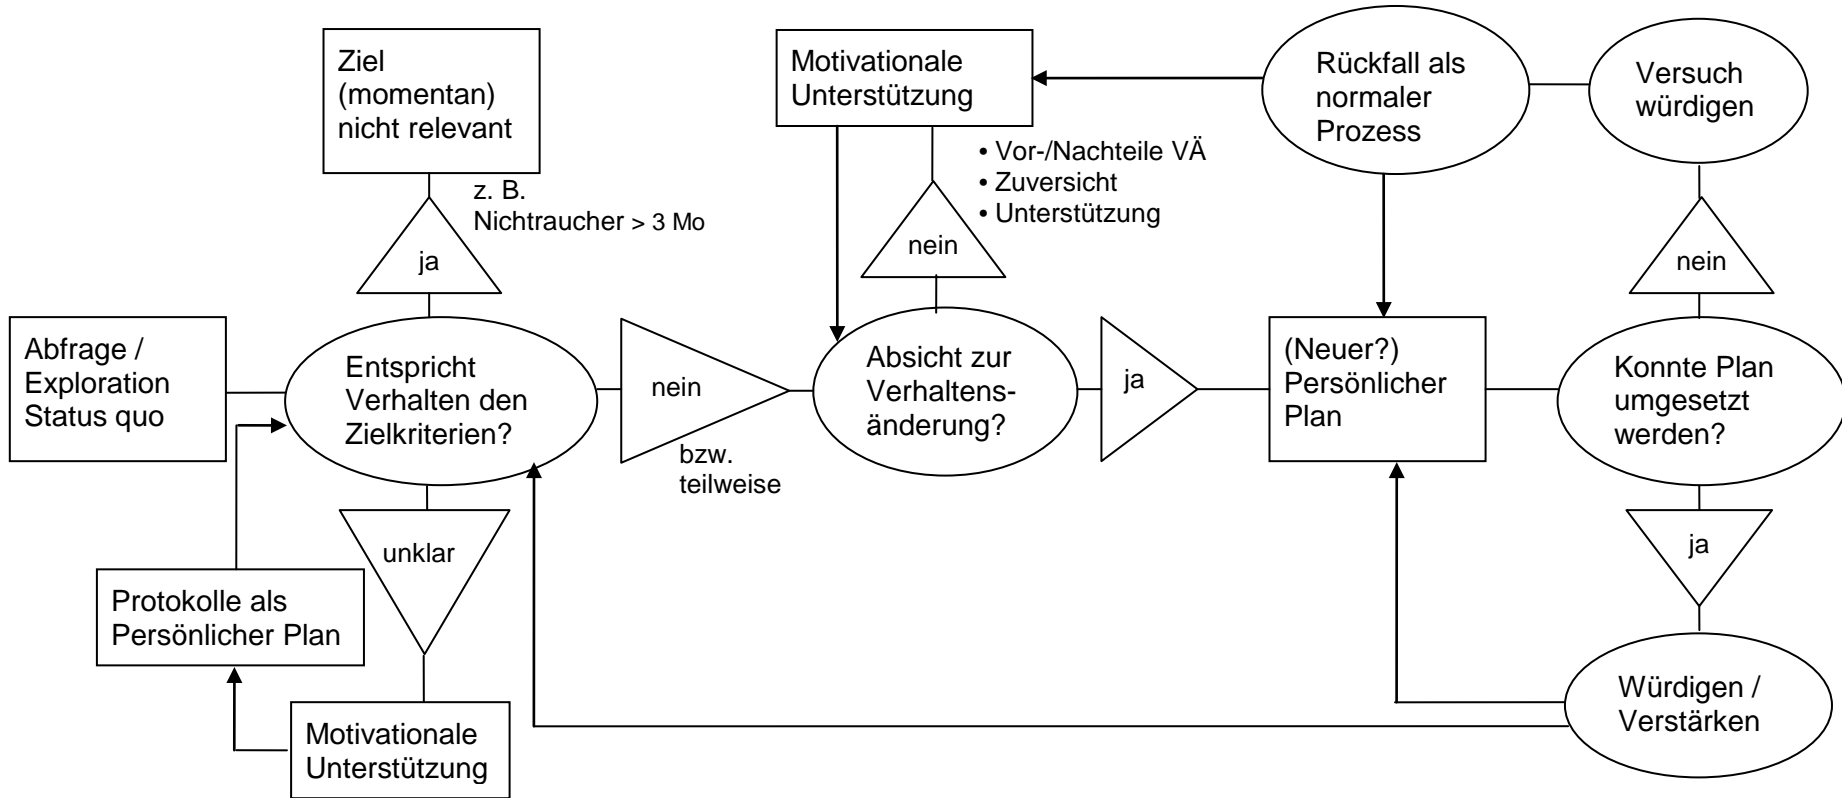 Ziel
(momentan)
nicht relevant
z. B.
Nichtraucher > 3 Mo
ja
Motivationale
Unterstützung
• Vor-/Nachteile VÄ
• Zuversicht
• Unterstützung
nein
Rückfall als
normaler
Prozess
Versuch
würdigen
nein
Abfrage /
Exploration
Status quo
Entspricht
Verhalten den
Zielkriterien?
nein
bzw.
teilweise
Absicht zur
Verhaltens-
änderung?
ja
(Neuer?)
Persönlicher
Plan
Konnte Plan
umgesetzt
werden?
unklar
ja
Protokolle als
Persönlicher Plan
Motivationale
Unterstützung
Würdigen /
Verstärken